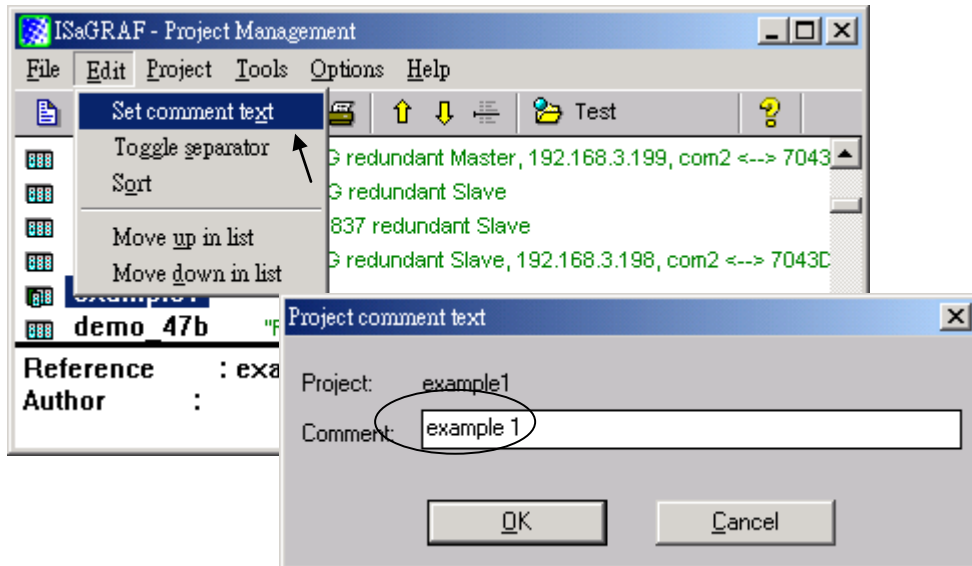 ISaGRAF - Project Management
File Edit Project Tools Options Help
Set comment text
Test
Toggle separator
Sort
Move up in list
Move down in list
G redundant Master, 192.168.3.199, com2 <--> 7043
G redundant Slave
837 redundant Slave
G redundant Slave, 192.168.3.198, com2 <--> 7043D
example1
demo_47b
Reference : exa
Author :
Project comment text
Project: example1
Comment: example 1
OK Cancel